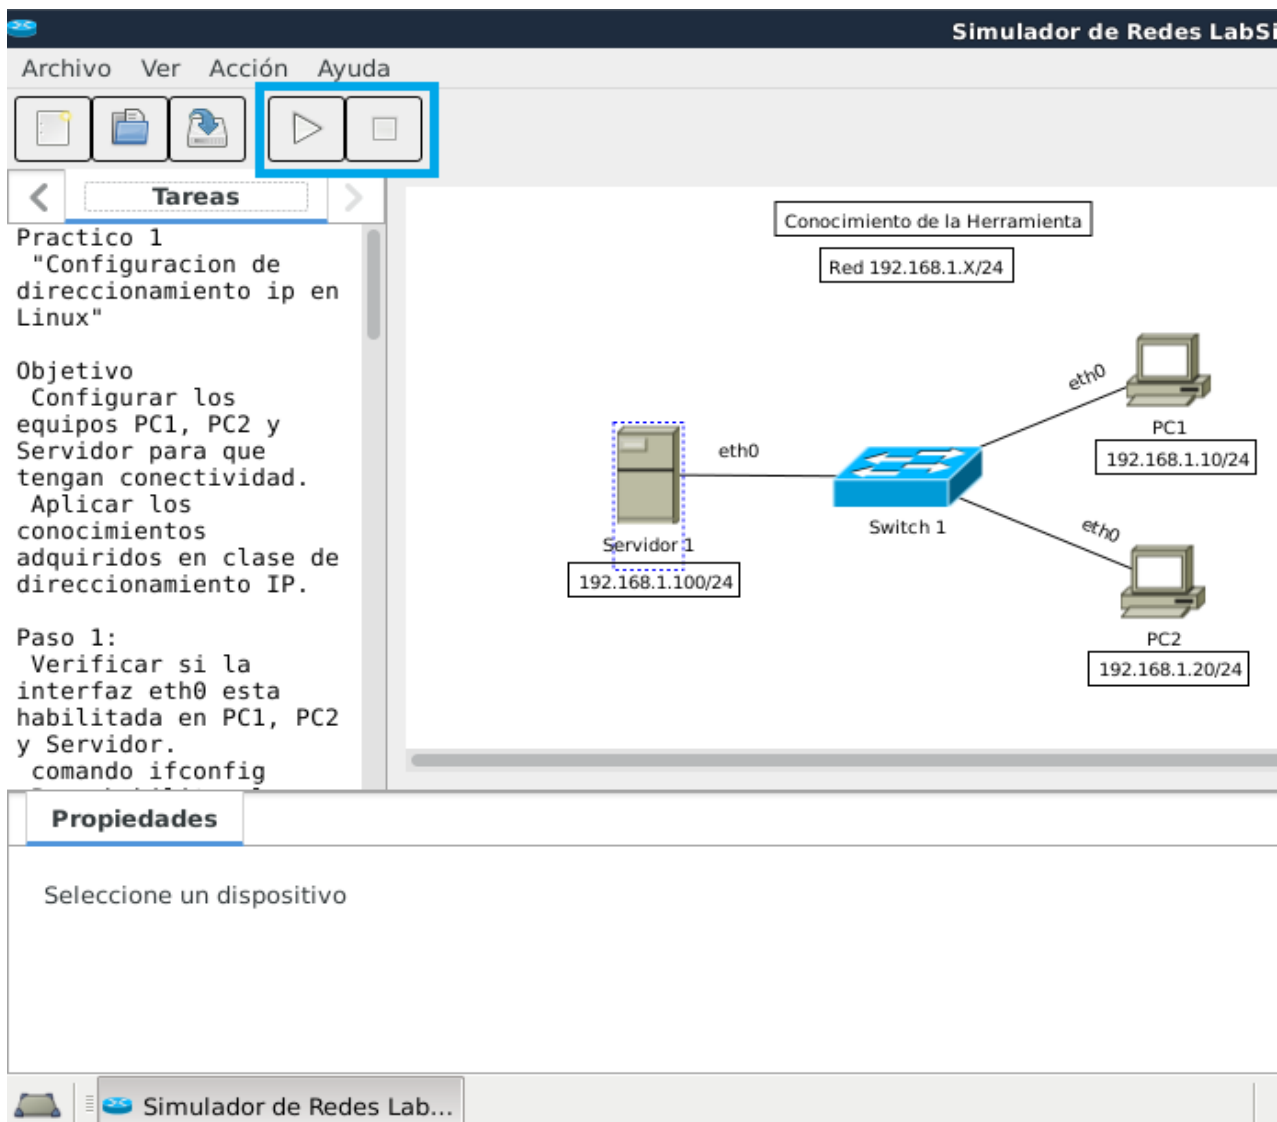 Simulador de Redes LabSi
Archivo Ver Acción Ayuda
Tareas
Practico 1
"Configuracion de
direccionamiento ip en
Linux"
Objetivo
Configurar los
equipos PC1, PC2 y
Servidor para que
tengan conectividad.
Aplicar los
conocimientos
adquiridos en clase de
direccionamiento IP.
Paso 1:
Verificar si la
interfaz eth0 esta
habilitada en PC1, PC2
y Servidor.
comando ifconfig
Conocimiento de la Herramienta
Red 192.168.1.X/24
eth0
PC1
192.168.1.10/24
eth0
Switch 1
Servidor 1
192.168.1.100/24
eth0
PC2
192.168.1.20/24
Propiedades
Seleccione un dispositivo
Simulador de Redes Lab...